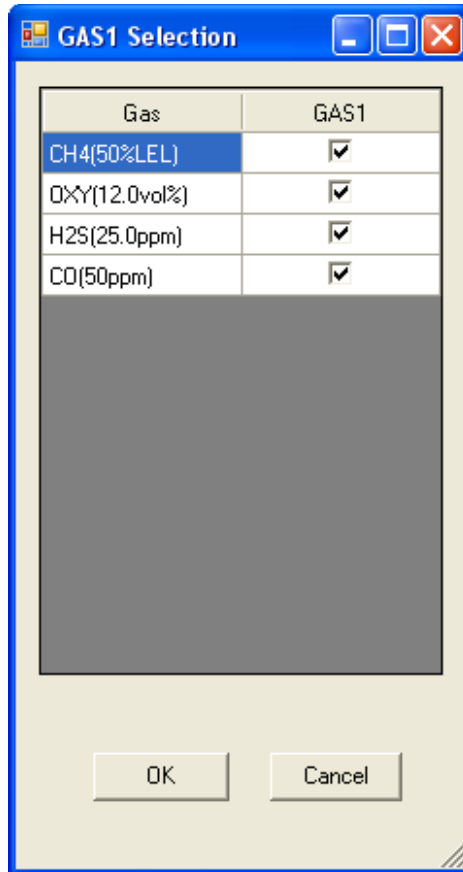 GAS1 Selection
Gas GAS1
CH4(50%LEL)
OXY(12.0vol%)
H2S(25.0ppm)
CO(50ppm)
OK Cancel